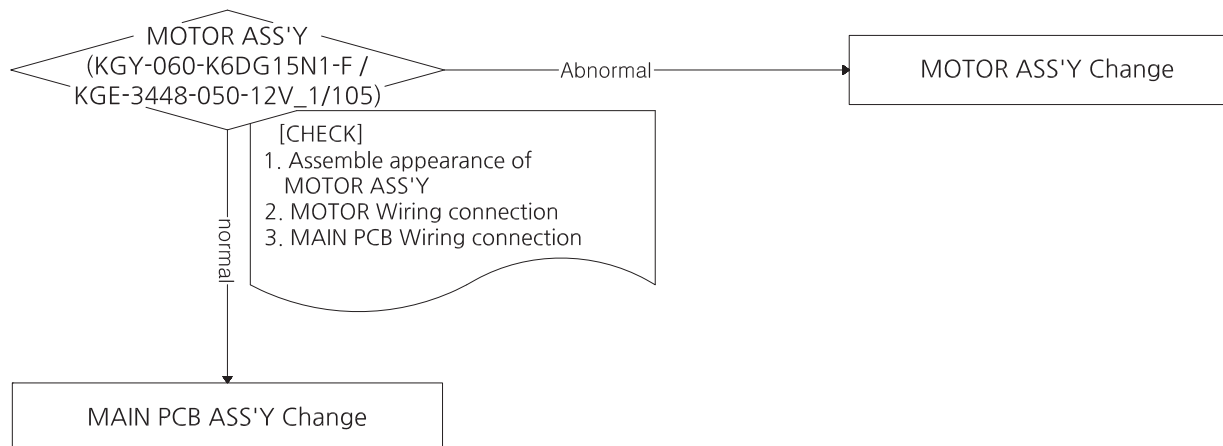 MOTOR ASS'Y
(KGY-060-K6DG15N1-F /
KGE-3448-050-12V_1/105)
Abnormal
MOTOR ASS'Y Change
[CHECK]
1. Assemble appearance of
MOTOR ASS'Y
2. MOTOR Wiring connection
3. MAIN PCB Wiring connection
normal
MAIN PCB ASS'Y Change